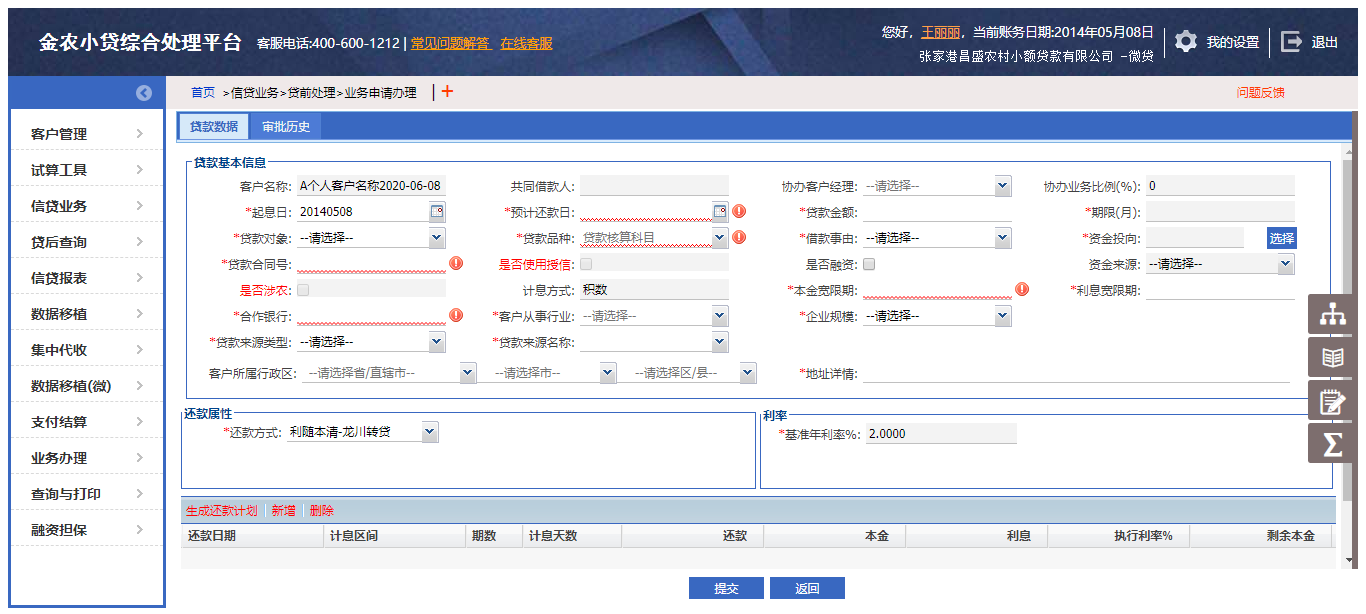 金农小贷综合处理平台 客服电话:400-600-1212 | 常见问题解答 在线客服
您好，王丽丽，当前账务日期:2014年05月08日
张家港昌盛农村小额贷款有限公司 -微贷
我的设置 退出
首页 >信贷业务>贷前处理>业务申请办理 | +
问题反馈
客户管理
试算工具
信贷业务
贷后查询
信贷报表
数据移植
集中代收
数据移植(微)
支付结算
业务办理
查询与打印
融资担保
贷款数据 审批历史
贷款基本信息
客户名称: A个人客户名称2020-06-08 共同借款人: 协办客户经理: --请选择-- 协办业务比例(%): 0
*起息日: 20140508 *预计还款日: *贷款金额: *期限(月):
*贷款对象: --请选择-- *贷款品种: 贷款核算科目 *借款事由: --请选择-- *资金投向: 选择
*贷款合同号: 是否使用授信: 是否融资: 资金来源: --请选择--
是否涉农: 计息方式: 积数 *本金宽限期: *利息宽限期:
*合作银行: *客户从事行业: --请选择-- *企业规模: --请选择--
*贷款来源类型: --请选择-- *贷款来源名称:
客户所属行政区: --请选择省/直辖市-- --请选择市-- --请选择区/县-- *地址详情:
还款属性
*还款方式: 利随本清-龙川转贷
利率
*基准年利率%: 2.0000
生成还款计划 新增 删除
还款日期 计息区间 期数 计息天数 还款 本金 利息 执行利率% 剩余本金
提交 返回